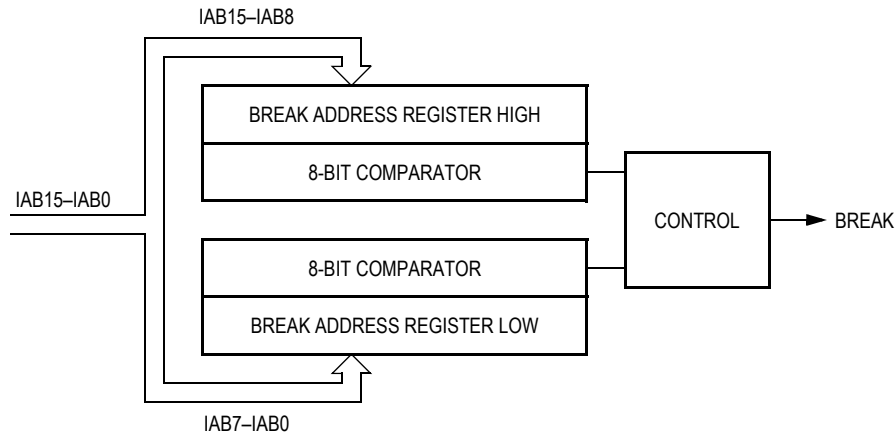 IAB15–IAB8
BREAK ADDRESS REGISTER HIGH
8-BIT COMPARATOR
IAB15–IAB0
CONTROL
BREAK
8-BIT COMPARATOR
BREAK ADDRESS REGISTER LOW
IAB7–IAB0